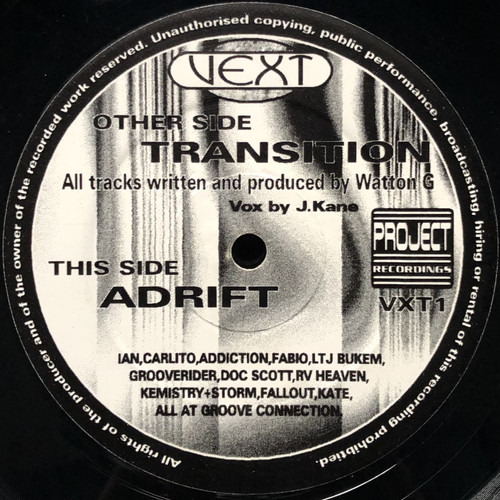 All rights of the producer and of the owner of the recorded work reserved. Unauthorised copying, public performance, broadcasting, hiring or rental of this recording prohibtied.
VEXT
OTHER SIDE
TRANSITION
All tracks written and produced by Watton G
Vox by J.Kane
PROJECT
RECORDINGS
VXT1
THIS SIDE
ADRIFT
IAN,CARLITO,ADDICTION,FABIO,LTJ BUKEM,
GROOVERIDER,DOC SCOTT,RV HEAVEN,
KEMISTRY+STORM,FALLOUT,KATE,
ALL AT GROOVE CONNECTION.